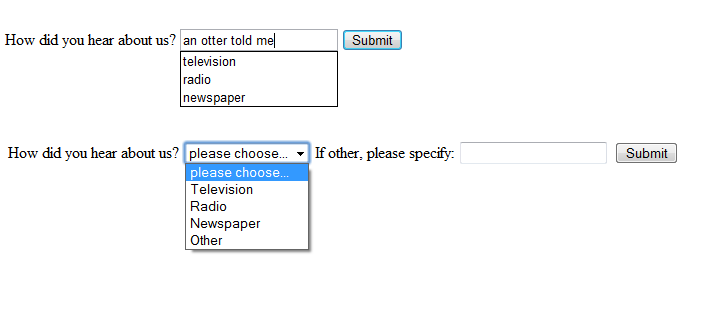 How did you hear about us? an otter told me Submit
television
radio
newspaper
How did you hear about us? please choose... If other, please specify: Submit
please choose...
Television
Radio
Newspaper
Other